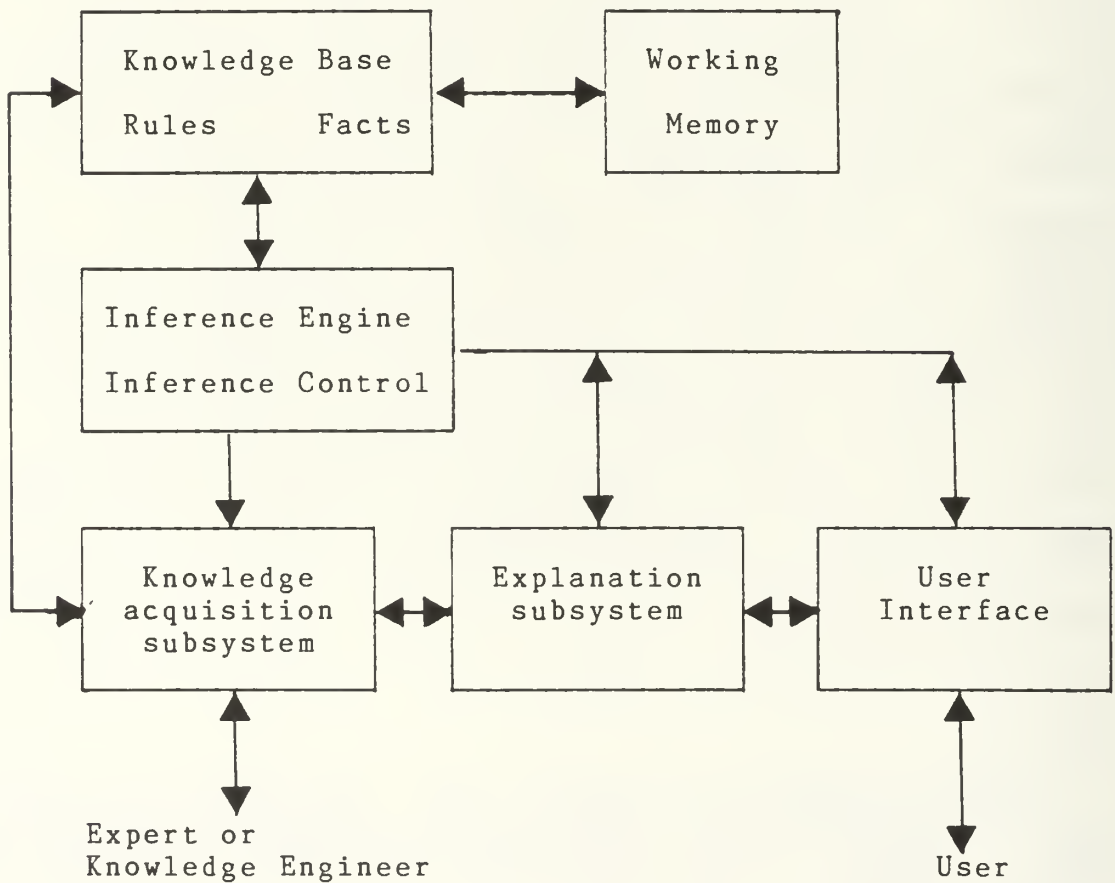 Knowledge Base
Rules Facts
Working
Memory
Inference Engine
Inference Control
Knowledge
acquisition
subsystem
Explanation
subsystem
User
Interface
Expert or
Knowledge Engineer
User